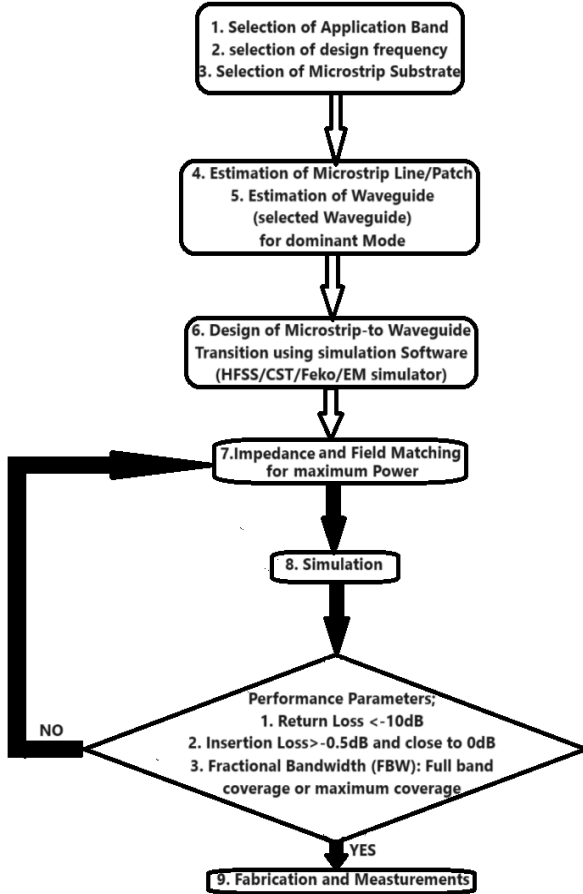 1. Selection of Application Band
2. selection of design frequency
3. Selection of Microstrip Substrate
4. Estimation of Microstrip Line/Patch
5. Estimation of Waveguide
(selected Waveguide)
for dominant Mode
6. Design of Microstrip-to Waveguide
Transition using simulation Software
(HFSS/CST/Feko/EM simulator)
7.Impedance and Field Matching
for maximum Power
8. Simulation
Performance Parameters;
1. Return Loss <-10dB
NO
2. Insertion Loss>-0.5dB and close to 0dB
3. Fractional Bandwidth (FBW): Full band
coverage or maximum coverage
YES
9. Fabrication and Measturements